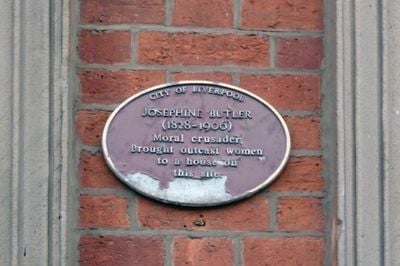 CITY OF LIVERPOOL
JOSEPHINE BUTLER
(1828-1906)
Moral crusader;
Brought outcast women
to a house on
this site